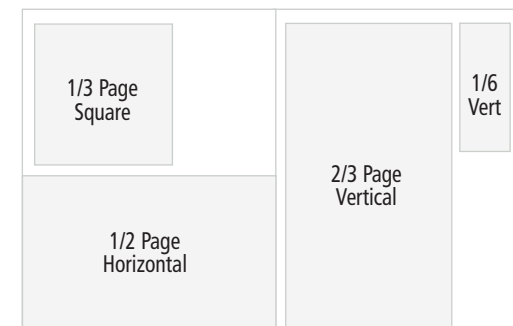 1/3 Page
Square
1/2 Page
Horizontal
2/3 Page
Vertical
1/6
Vert